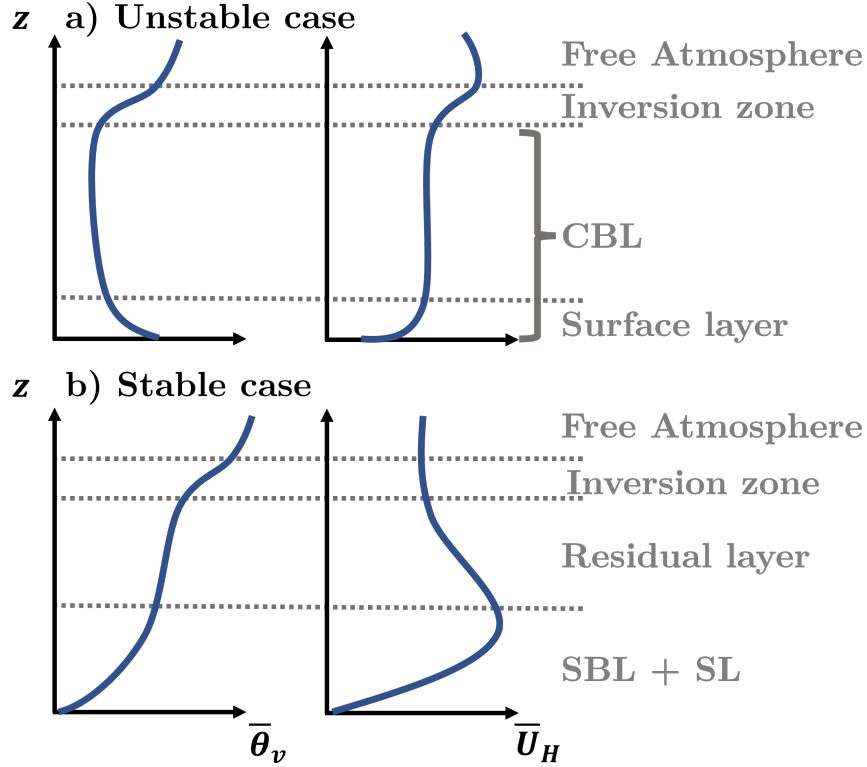 z a) Unstable case
Free Atmosphere
Inversion zone
CBL
Surface layer
z b) Stable case
Free Atmosphere
Inversion zone
Residual layer
SBL + SL
θ̅ᵥ
U̅_H